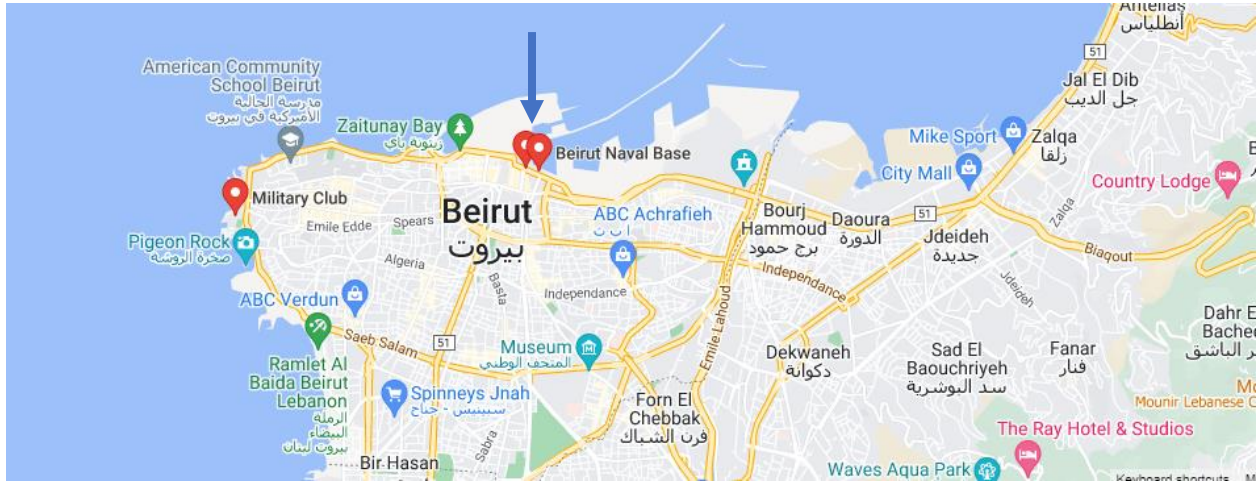 Antelias
أنطلياس
51
American Community
School Beirut
مدرسة الجالية
الأميركية في بيروت
Jal El Dib
جل الديب
Zaitunay Bay
زيتونة باي
Mike Sport
Zalqa
زلقا
Beirut Naval Base
City Mall
Country Lodge
Military Club
Emile Edde
Spears
Beirut
بيروت
ABC Achrafieh
ا ب ث
Bourj
Hammoud
برج حمود
Daoura
الدورة
51
Zalqa
Jdeideh
جديدة
Biaqout
Pigeon Rock
صخرة الروشة
Algeria
Basta
Independance
Independance
Jdeideh
ABC Verdun
Emile Lahoud
Saeb Salam
51
Museum
المتحف الوطني
Dekwaneh
دكوانة
Sad El
Baouchriyeh
سد البوشرية
Fanar
فنار
Dahr E
Bache
ر الباشق
Ramlet Al
Baida Beirut
Lebanon
الرملة
البيضاء
بيروت لبنان
Spinneys Jnah
سبينيس - جناح
Sabra
Forn El
Chebbak
فرن الشباك
Mounir Lebanese C
The Ray Hotel & Studios
Bir Hasan
Waves Aqua Park
Keyboard shortcuts